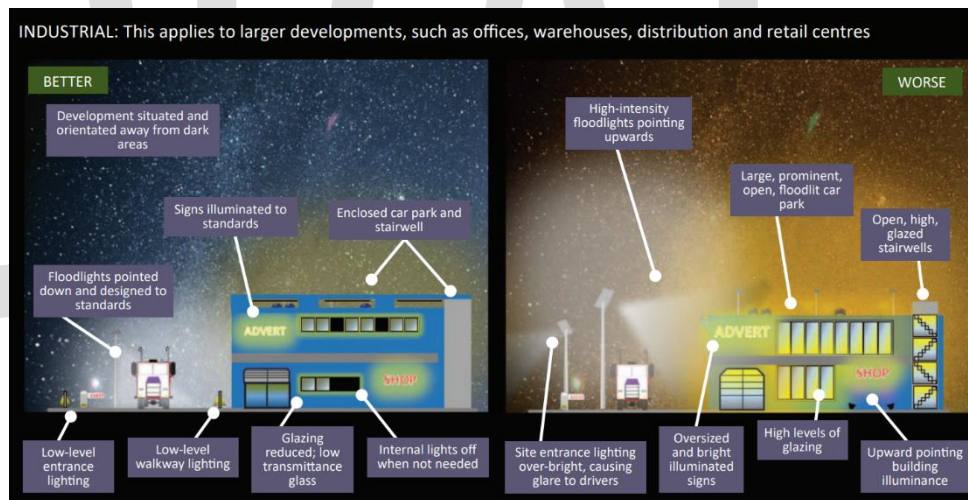 INDUSTRIAL: This applies to larger developments, such as offices, warehouses, distribution and retail centres
BETTER
Development situated and
orientated away from dark
areas
Signs illuminated to
standards
Enclosed car park and
stairwell
Floodlights pointed
down and designed to
standards
ADVERT
SHOP
Low-level
entrance
lighting
Low-level
walkway lighting
Glazing
reduced; low
transmittance
glass
Internal lights off
when not needed
WORSE
High-intensity
floodlights pointing
upwards
Large, prominent,
open, floodlit car
park
Open, high,
glazed
stairwells
ADVERT
SHOP
Site entrance lighting
over-bright, causing
glare to drivers
Oversized
and bright
illuminated
signs
High levels of
glazing
Upward pointing
building
illuminance